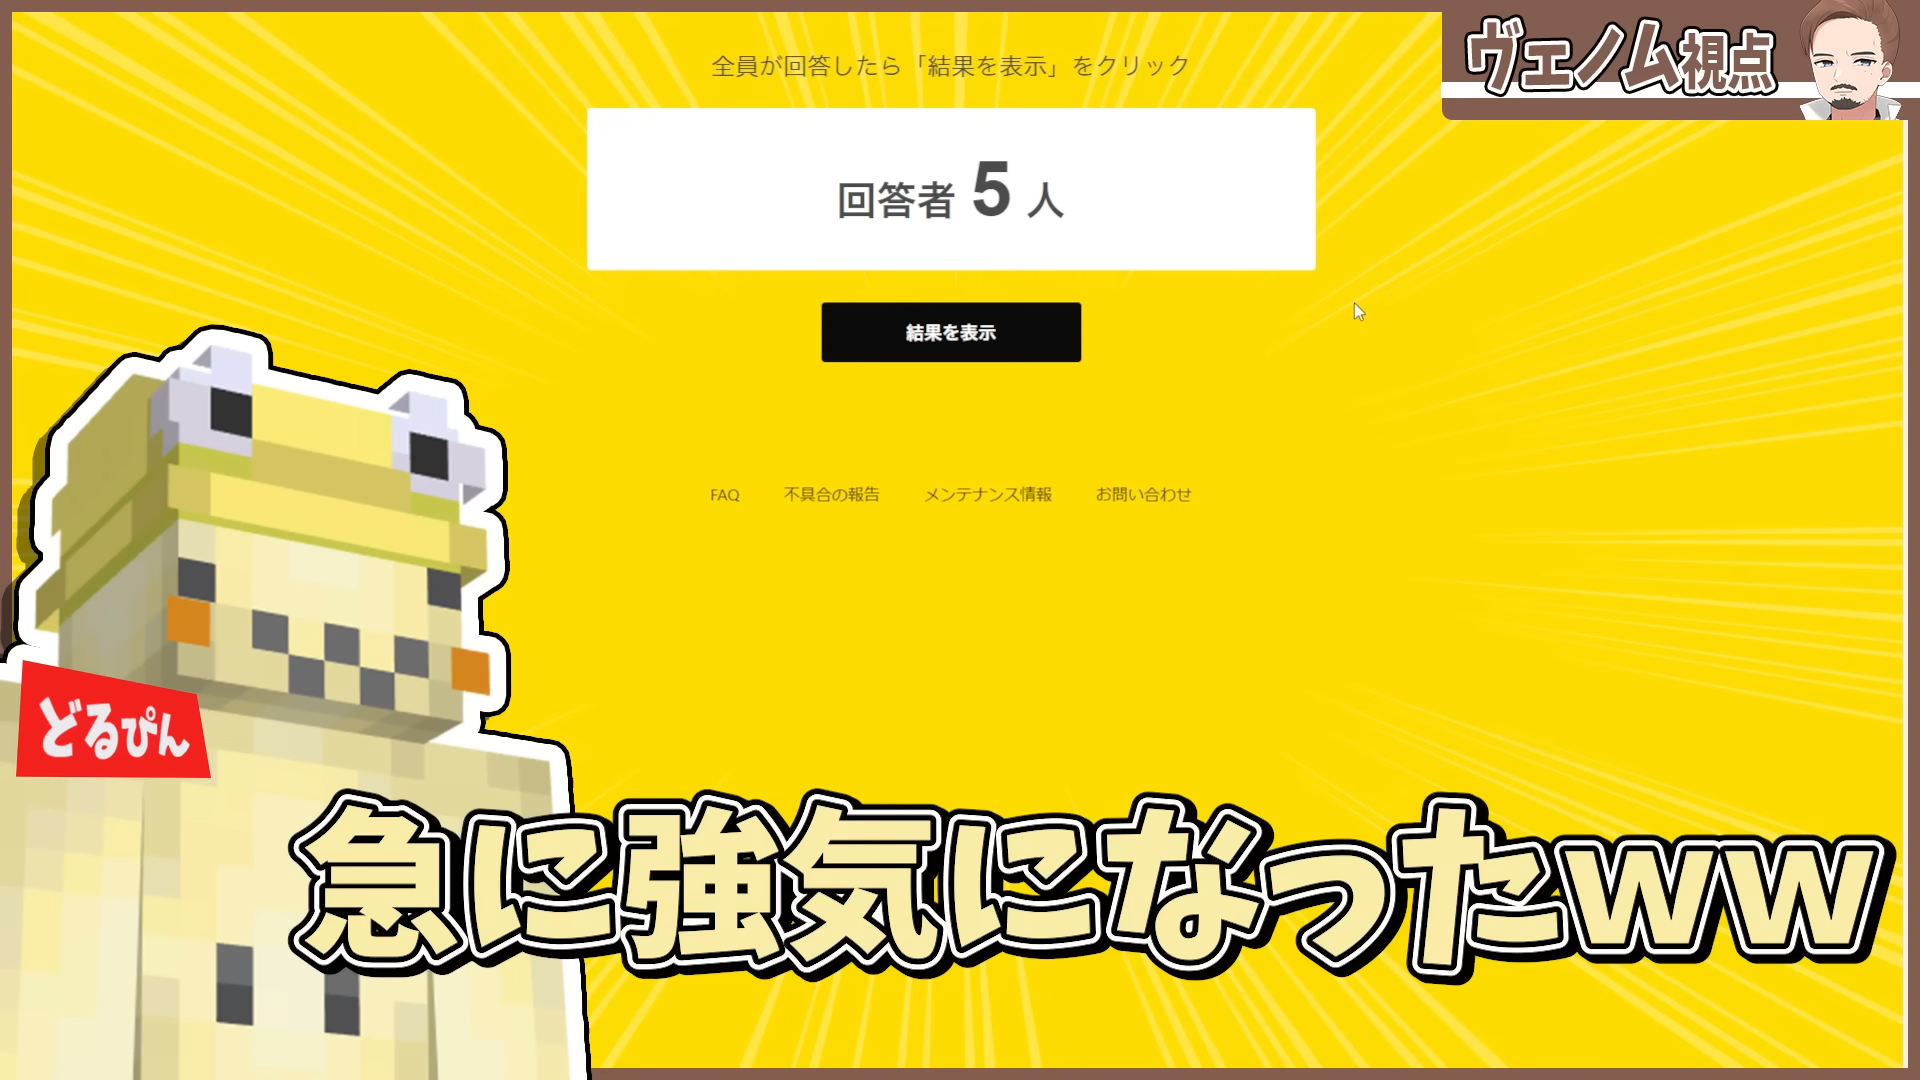 ヴェノム視点
全員が回答したら「結果を表示」をクリック
回答者 5 人
結果を表示
FAQ 不具合の報告 メンテナンス情報 お問い合わせ
どるぴん
急に強気になったww